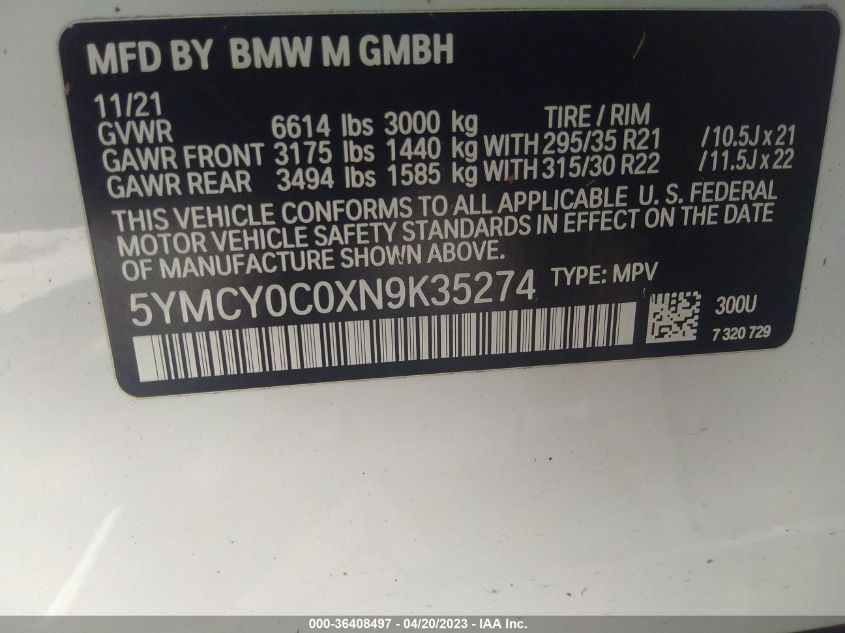 MFD BY BMW M GMBH
11/21 TIRE / RIM
GVWR 6614 lbs 3000 kg
GAWR FRONT 3175 lbs 1440 kg WITH 295/35 R21 /10.5J x 21
GAWR REAR 3494 lbs 1585 kg WITH 315/30 R22 /11.5J x 22
THIS VEHICLE CONFORMS TO ALL APPLICABLE U. S. FEDERAL
MOTOR VEHICLE SAFETY STANDARDS IN EFFECT ON THE DATE
OF MANUFACTURE SHOWN ABOVE.
5YMCY0C0XN9K35274 TYPE: MPV
300U
7 320 729
000-36408497 - 04/20/2023 - IAA Inc.